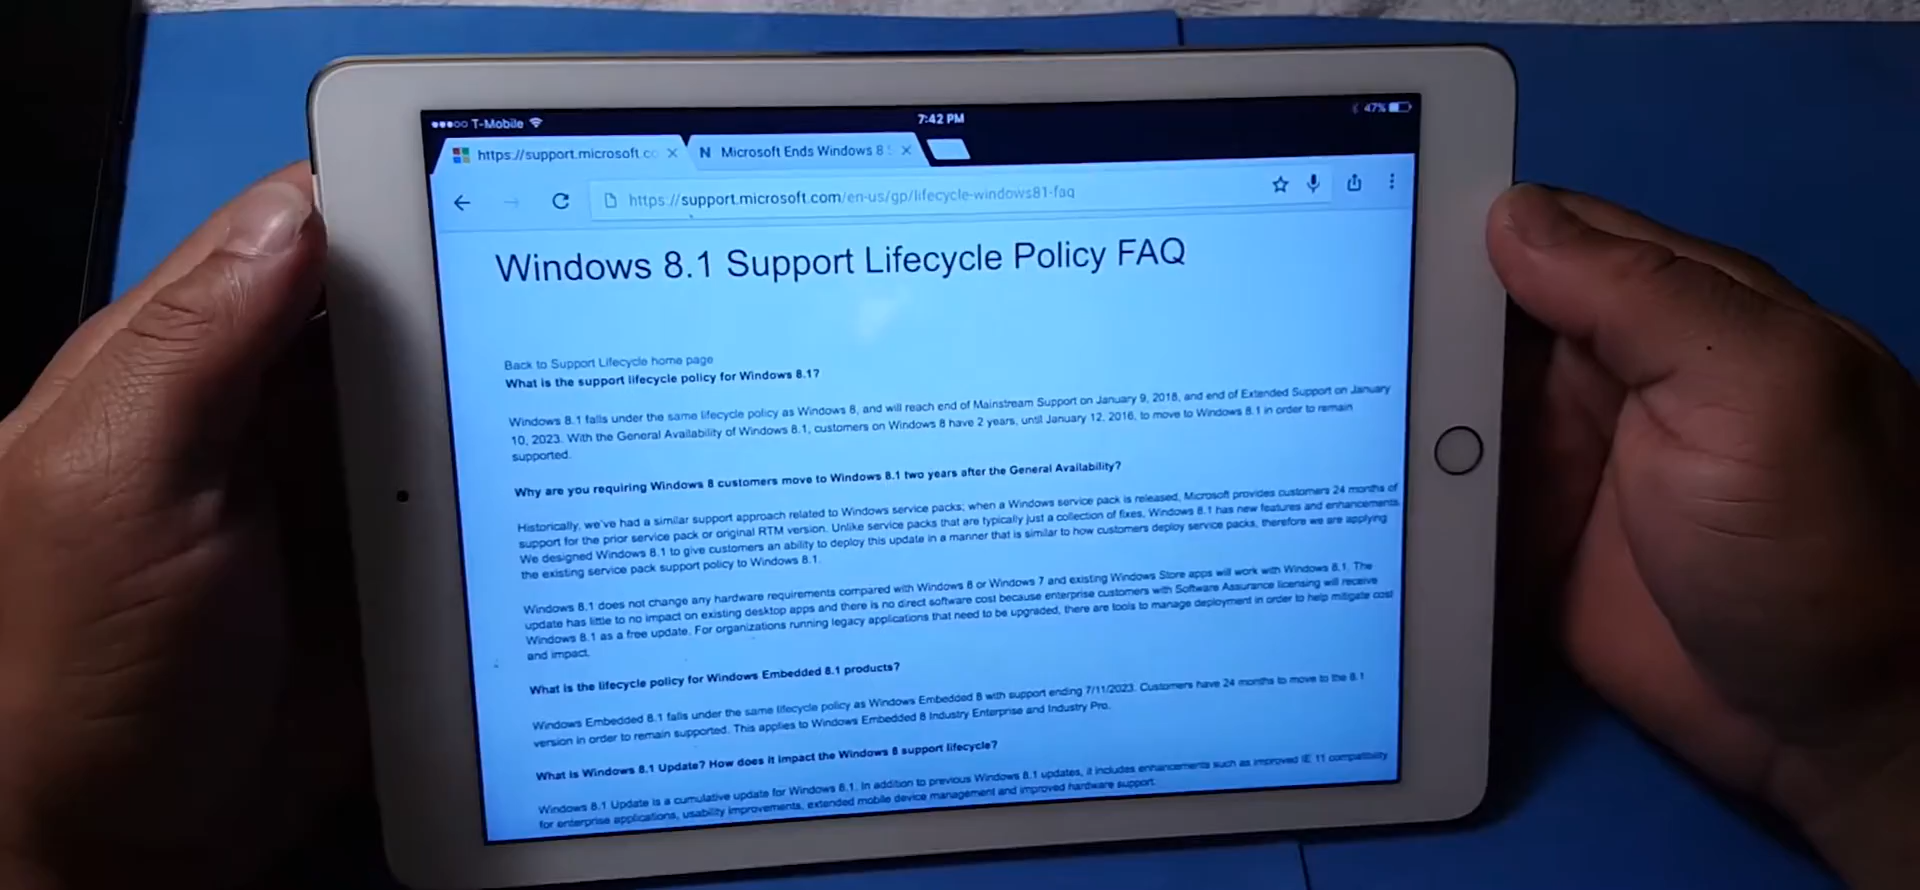 T-Mobile
7:42 PM
47%
https://support.microsoft.co
N Microsoft Ends Windows 8
https://support.microsoft.com/en-us/gp/lifecycle-windows81-faq
Windows 8.1 Support Lifecycle Policy FAQ
Back to Support Lifecycle home page
What is the support lifecycle policy for Windows 8.1?
Windows 8.1 falls under the same lifecycle policy as Windows 8, and will reach end of Mainstream Support on January 9, 2018, and end of Extended Support on January
10, 2023. With the General Availability of Windows 8.1, customers on Windows 8 have 2 years, until January 12, 2016, to move to Windows 8.1 in order to remain
supported.
Why are you requiring Windows 8 customers move to Windows 8.1 two years after the General Availability?
Historically, we've had a similar support approach related to Windows service packs; when a Windows service pack is released, Microsoft provides customers 24 months of
support for the prior service pack or original RTM version. Unlike service packs that are typically just a collection of fixes, Windows 8.1 has new features and enhancements.
We designed Windows 8.1 to give customers an ability to deploy this update in a manner that is similar to how customers deploy service packs, therefore we are applying
the existing service pack support policy to Windows 8.1.
Windows 8.1 does not change any hardware requirements compared with Windows 8 or Windows 7 and existing Windows Store apps will work with Windows 8.1. The
update has little to no impact on existing desktop apps and there is no direct software cost because enterprise customers with Software Assurance licensing will receive
Windows 8.1 as a free update. For organizations running legacy applications that need to be upgraded, there are tools to manage deployment in order to help mitigate cost
and impact.
What is the lifecycle policy for Windows Embedded 8.1 products?
Windows Embedded 8.1 falls under the same lifecycle policy as Windows Embedded 8 with support ending 7/11/2023. Customers have 24 months to move to the 8.1
version in order to remain supported. This applies to Windows Embedded 8 Industry Enterprise and Industry Pro.
What is Windows 8.1 Update? How does it impact the Windows 8 support lifecycle?
Windows 8.1 Update is a cumulative update for Windows 8.1. In addition to previous Windows 8.1 updates, it includes enhancements such as improved IE 11 compatibility
for enterprise applications, usability improvements, extended mobile device management and improved hardware support.